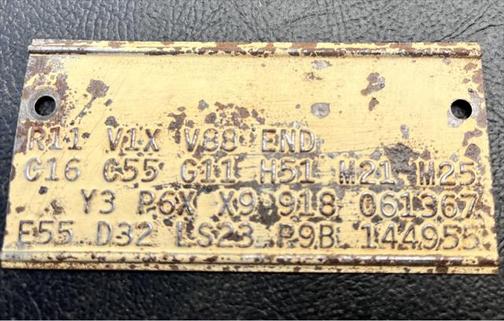 R11 V1X V88 END
C16 C55 G11 H51 M21 M25
Y3 P6X X9 918 061367
E55 D32 LS23 P9B 144955